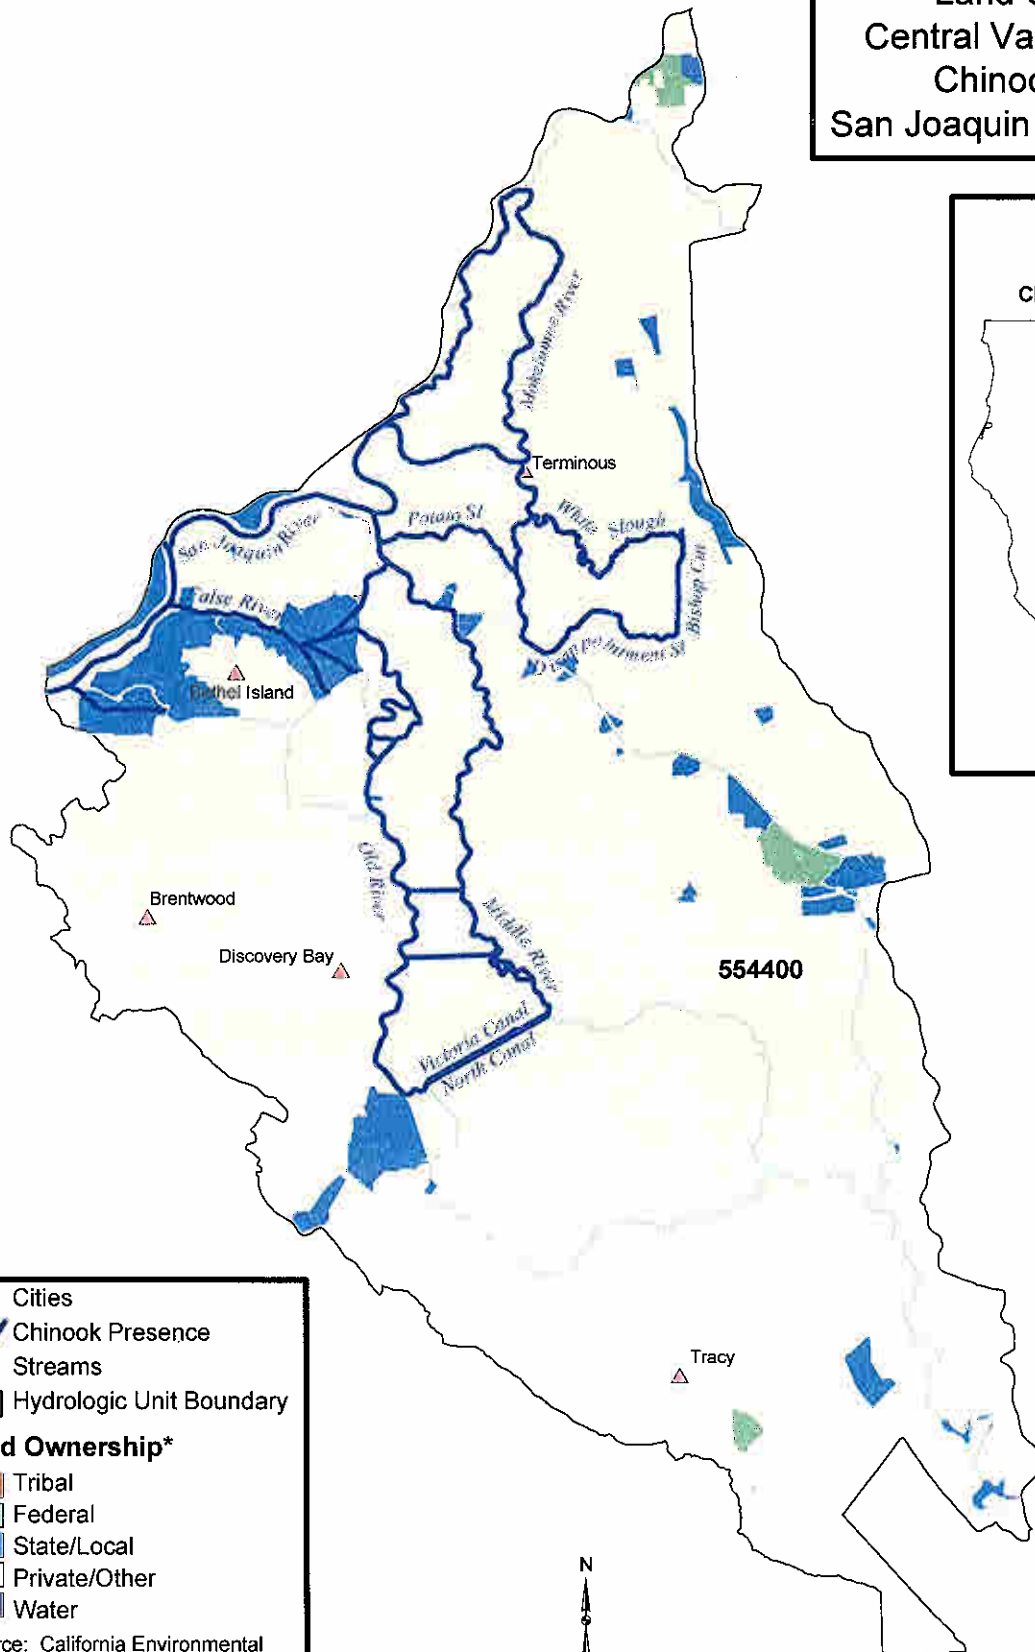 Central Va
Chinoo
San Joaquin
Mokelumne River
Terminous
White Slough
Potato Sl
San Joaquin River
Bishop Cut
False River
Disappointment Sl
Bethel Island
Old River
Brentwood
Middle River
Discovery Bay
554400
Victoria Canal
North Canal
Cities
Chinook Presence
Streams
Hydrologic Unit Boundary
d Ownership*
Tribal
Federal
State/Local
Private/Other
Water
rce: California Environmental
Tracy
N